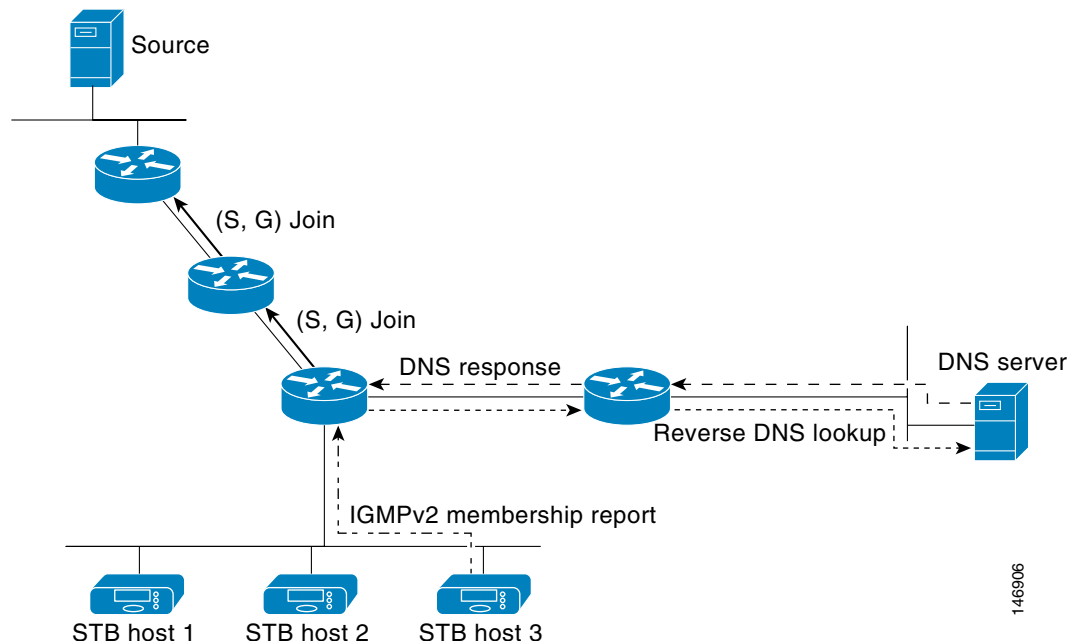 Source
(S, G) Join
(S, G) Join
DNS response
DNS server
Reverse DNS lookup
IGMPv2 membership report
STB host 1
STB host 2
STB host 3
146906